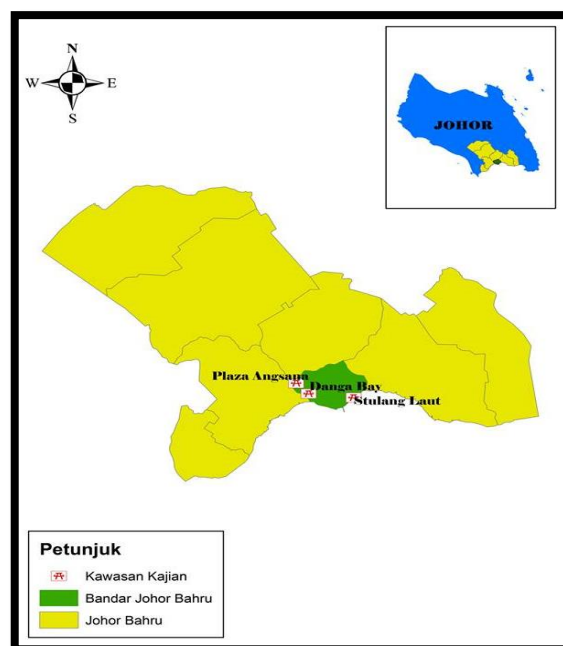 N
W E
S
JOHOR
Plaza Angsana
Danga Bay
Stulang Laut
Petunjuk
Kawasan Kajian
Bandar Johor Bahru
Johor Bahru